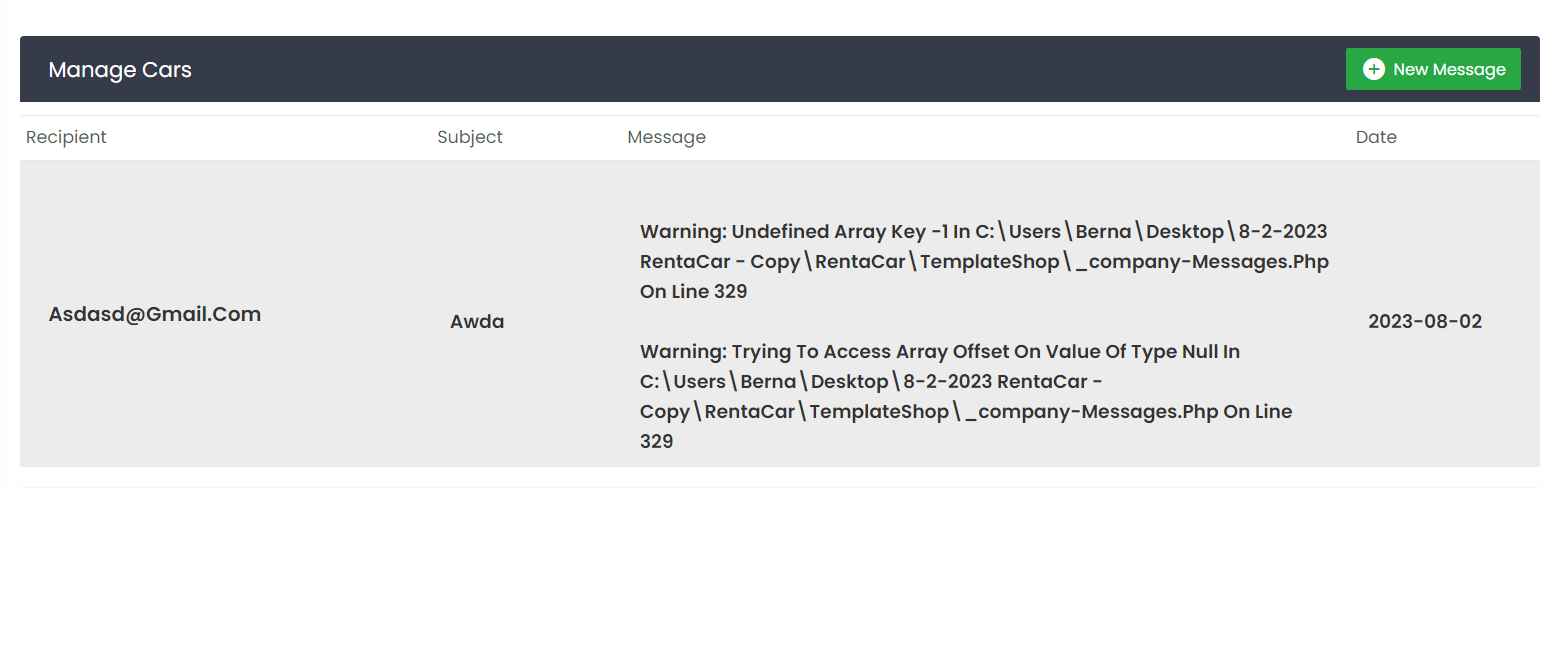 Manage Cars
New Message
Recipient Subject Message Date
Warning: Undefined Array Key -1 In C:\Users\Berna\Desktop\8-2-2023
RentaCar - Copy\RentaCar\TemplateShop\_company-Messages.Php
On Line 329
Asdasd@Gmail.Com
Awda
2023-08-02
Warning: Trying To Access Array Offset On Value Of Type Null In
C:\Users\Berna\Desktop\8-2-2023 RentaCar -
Copy\RentaCar\TemplateShop\_company-Messages.Php On Line
329